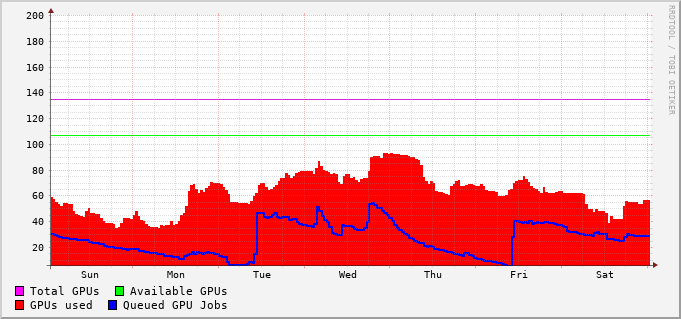 200
180
160
140
120
100
80
60
40
20
Sun Mon Tue Wed Thu Fri Sat
RRDTOOL / TOBI OETIKER
Total GPUs Available GPUs
GPUs used Queued GPU Jobs